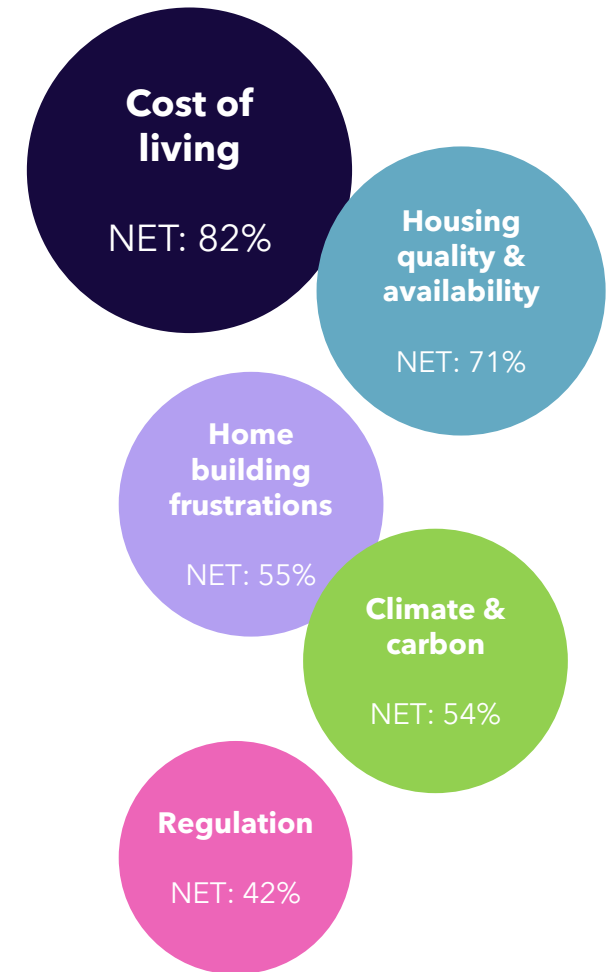 Cost of
living
NET: 82%
Housing
quality &
availability
NET: 71%
Home
building
frustrations
NET: 55%
Climate &
carbon
NET: 54%
Regulation
NET: 42%